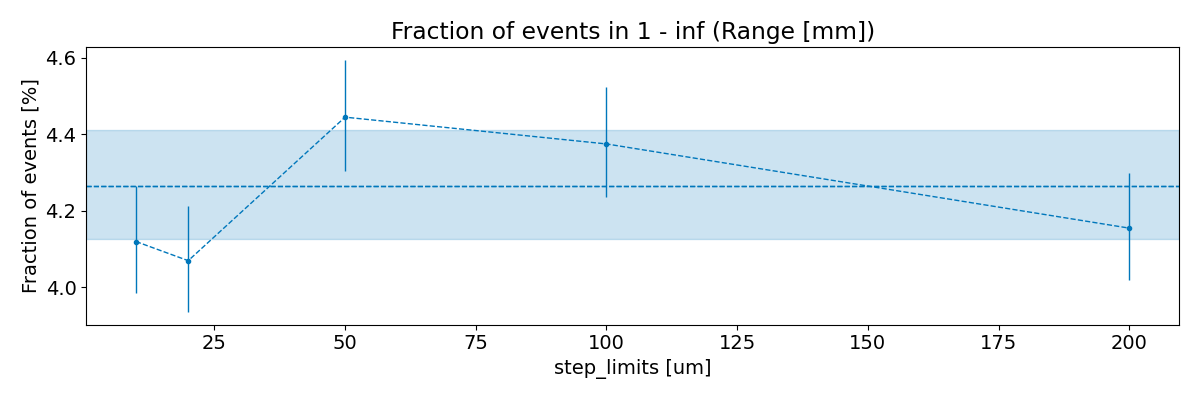 Fraction of events in 1 - inf (Range [mm])
Fraction of events [%]
4.6
4.4
4.2
4.0
25 50 75 100 125 150 175 200
step_limits [um]